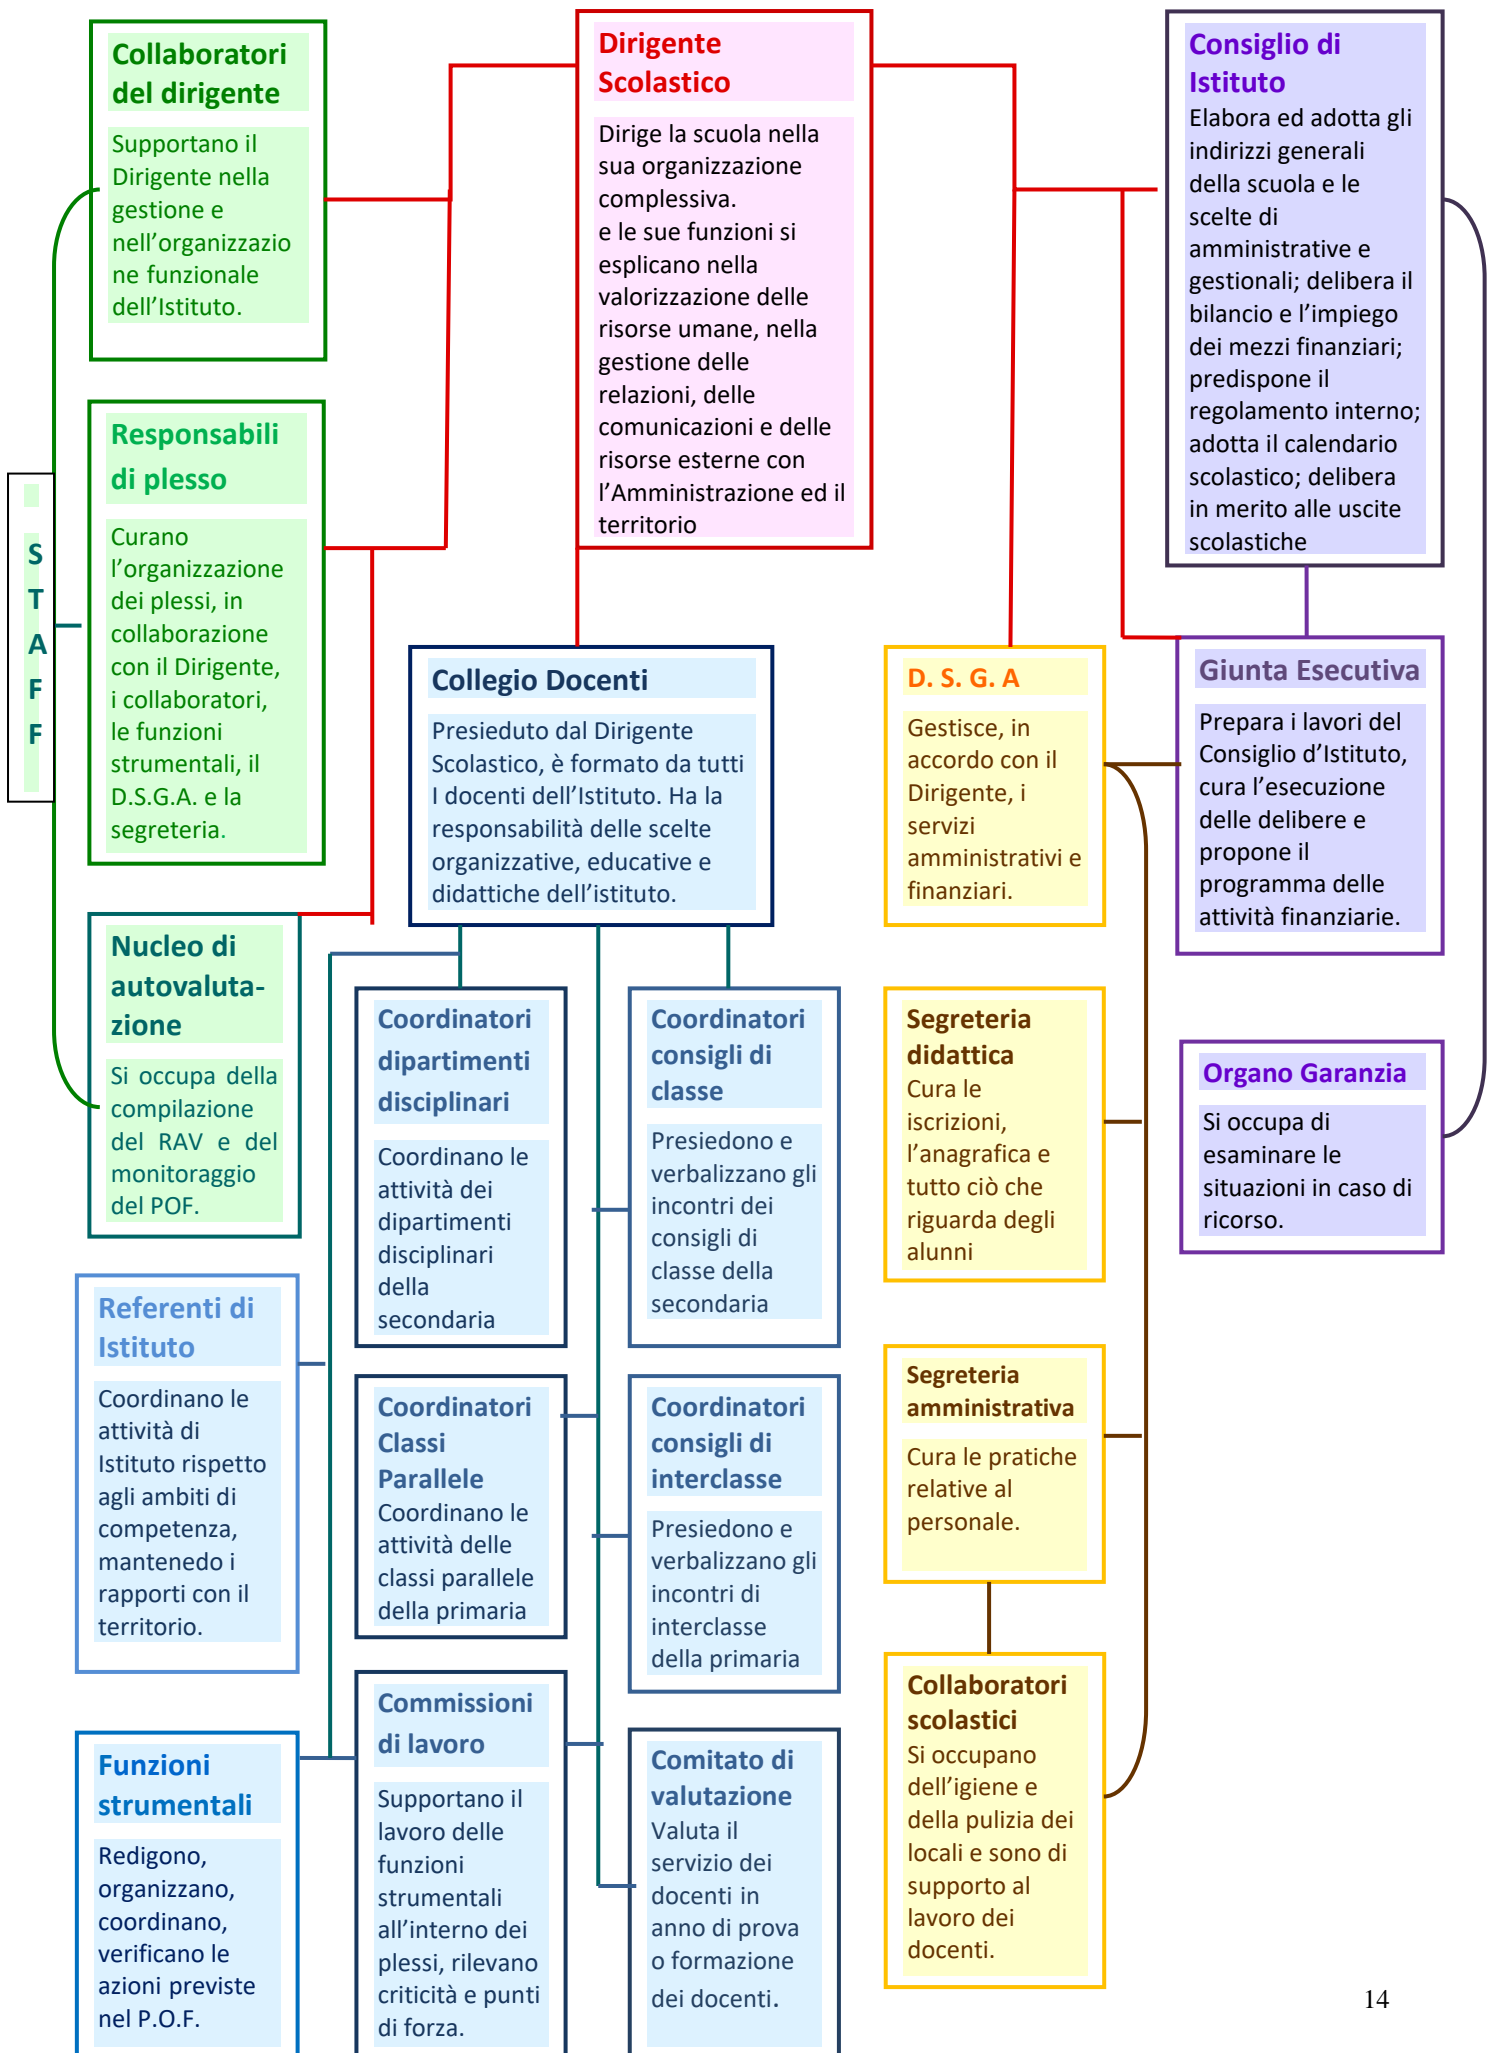 Collaboratori
del dirigente
Supportano il
Dirigente nella
gestione e
nell’organizzazio
ne funzionale
dell’Istituto.
Dirigente
Scolastico
Dirige la scuola nella
sua organizzazione
complessiva.
e le sue funzioni si
esplicano nella
valorizzazione delle
risorse umane, nella
gestione delle
relazioni, delle
comunicazioni e delle
risorse esterne con
l’Amministrazione ed il
territorio
Consiglio di
Istituto
Elabora ed adotta gli
indirizzi generali
della scuola e le
scelte di
amministrative e
gestionali; delibera il
bilancio e l’impiego
dei mezzi finanziari;
predispone il
regolamento interno;
adotta il calendario
scolastico; delibera
in merito alle uscite
scolastiche
S
T
A
F
F
Responsabili
di plesso
Curano
l’organizzazione
dei plessi, in
collaborazione
con il Dirigente,
i collaboratori,
le funzioni
strumentali, il
D.S.G.A. e la
segreteria.
Collegio Docenti
Presieduto dal Dirigente
Scolastico, è formato da tutti
I docenti dell’Istituto. Ha la
responsabilità delle scelte
organizzative, educative e
didattiche dell’istituto.
D. S. G. A
Gestisce, in
accordo con il
Dirigente, i
servizi
amministrativi e
finanziari.
Giunta Esecutiva
Prepara i lavori del
Consiglio d’Istituto,
cura l’esecuzione
delle delibere e
propone il
programma delle
attività finanziarie.
Nucleo di
autovaluta-
zione
Si occupa della
compilazione
del RAV e del
monitoraggio
del POF.
Coordinatori
dipartimenti
disciplinari
Coordinano le
attività dei
dipartimenti
disciplinari
della
secondaria
Coordinatori
consigli di
classe
Presiedono e
verbalizzano gli
incontri dei
consigli di
classe della
secondaria
Segreteria
didattica
Cura le
iscrizioni,
l’anagrafica e
tutto ciò che
riguarda degli
alunni
Organo Garanzia
Si occupa di
esaminare le
situazioni in caso di
ricorso.
Referenti di
Istituto
Coordinano le
attività di
Istituto rispetto
agli ambiti di
competenza,
mantenedo i
rapporti con il
territorio.
Coordinatori
Classi
Parallele
Coordinano le
attività delle
classi parallele
della primaria
Coordinatori
consigli di
interclasse
Presiedono e
verbalizzano gli
incontri di
interclasse
della primaria
Segreteria
amministrativa
Cura le pratiche
relative al
personale.
Funzioni
strumentali
Redigono,
organizzano,
coordinano,
verificano le
azioni previste
nel P.O.F.
Commissioni
di lavoro
Supportano il
lavoro delle
funzioni
strumentali
all’interno dei
plessi, rilevano
criticità e punti
di forza.
Comitato di
valutazione
Valuta il
servizio dei
docenti in
anno di prova
o formazione
dei docenti.
Collaboratori
scolastici
Si occupano
dell’igiene e
della pulizia dei
locali e sono di
supporto al
lavoro dei
docenti.
14